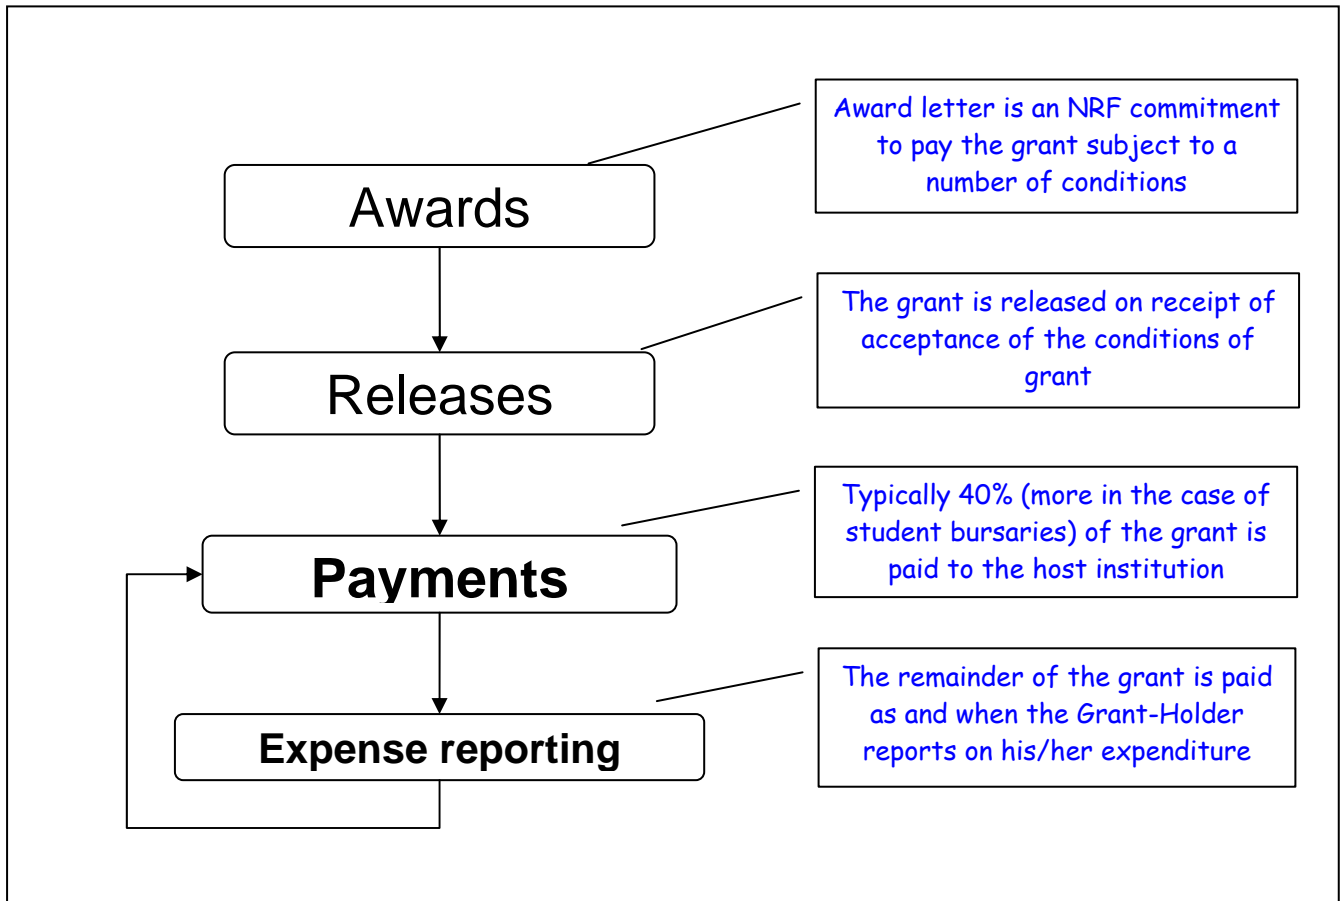 Award letter is an NRF commitment
to pay the grant subject to a
number of conditions
Awards
The grant is released on receipt of
acceptance of the conditions of
grant
Releases
Typically 40% (more in the case of
student bursaries) of the grant is
paid to the host institution
Payments
The remainder of the grant is paid
as and when the Grant-Holder
reports on his/her expenditure
Expense reporting